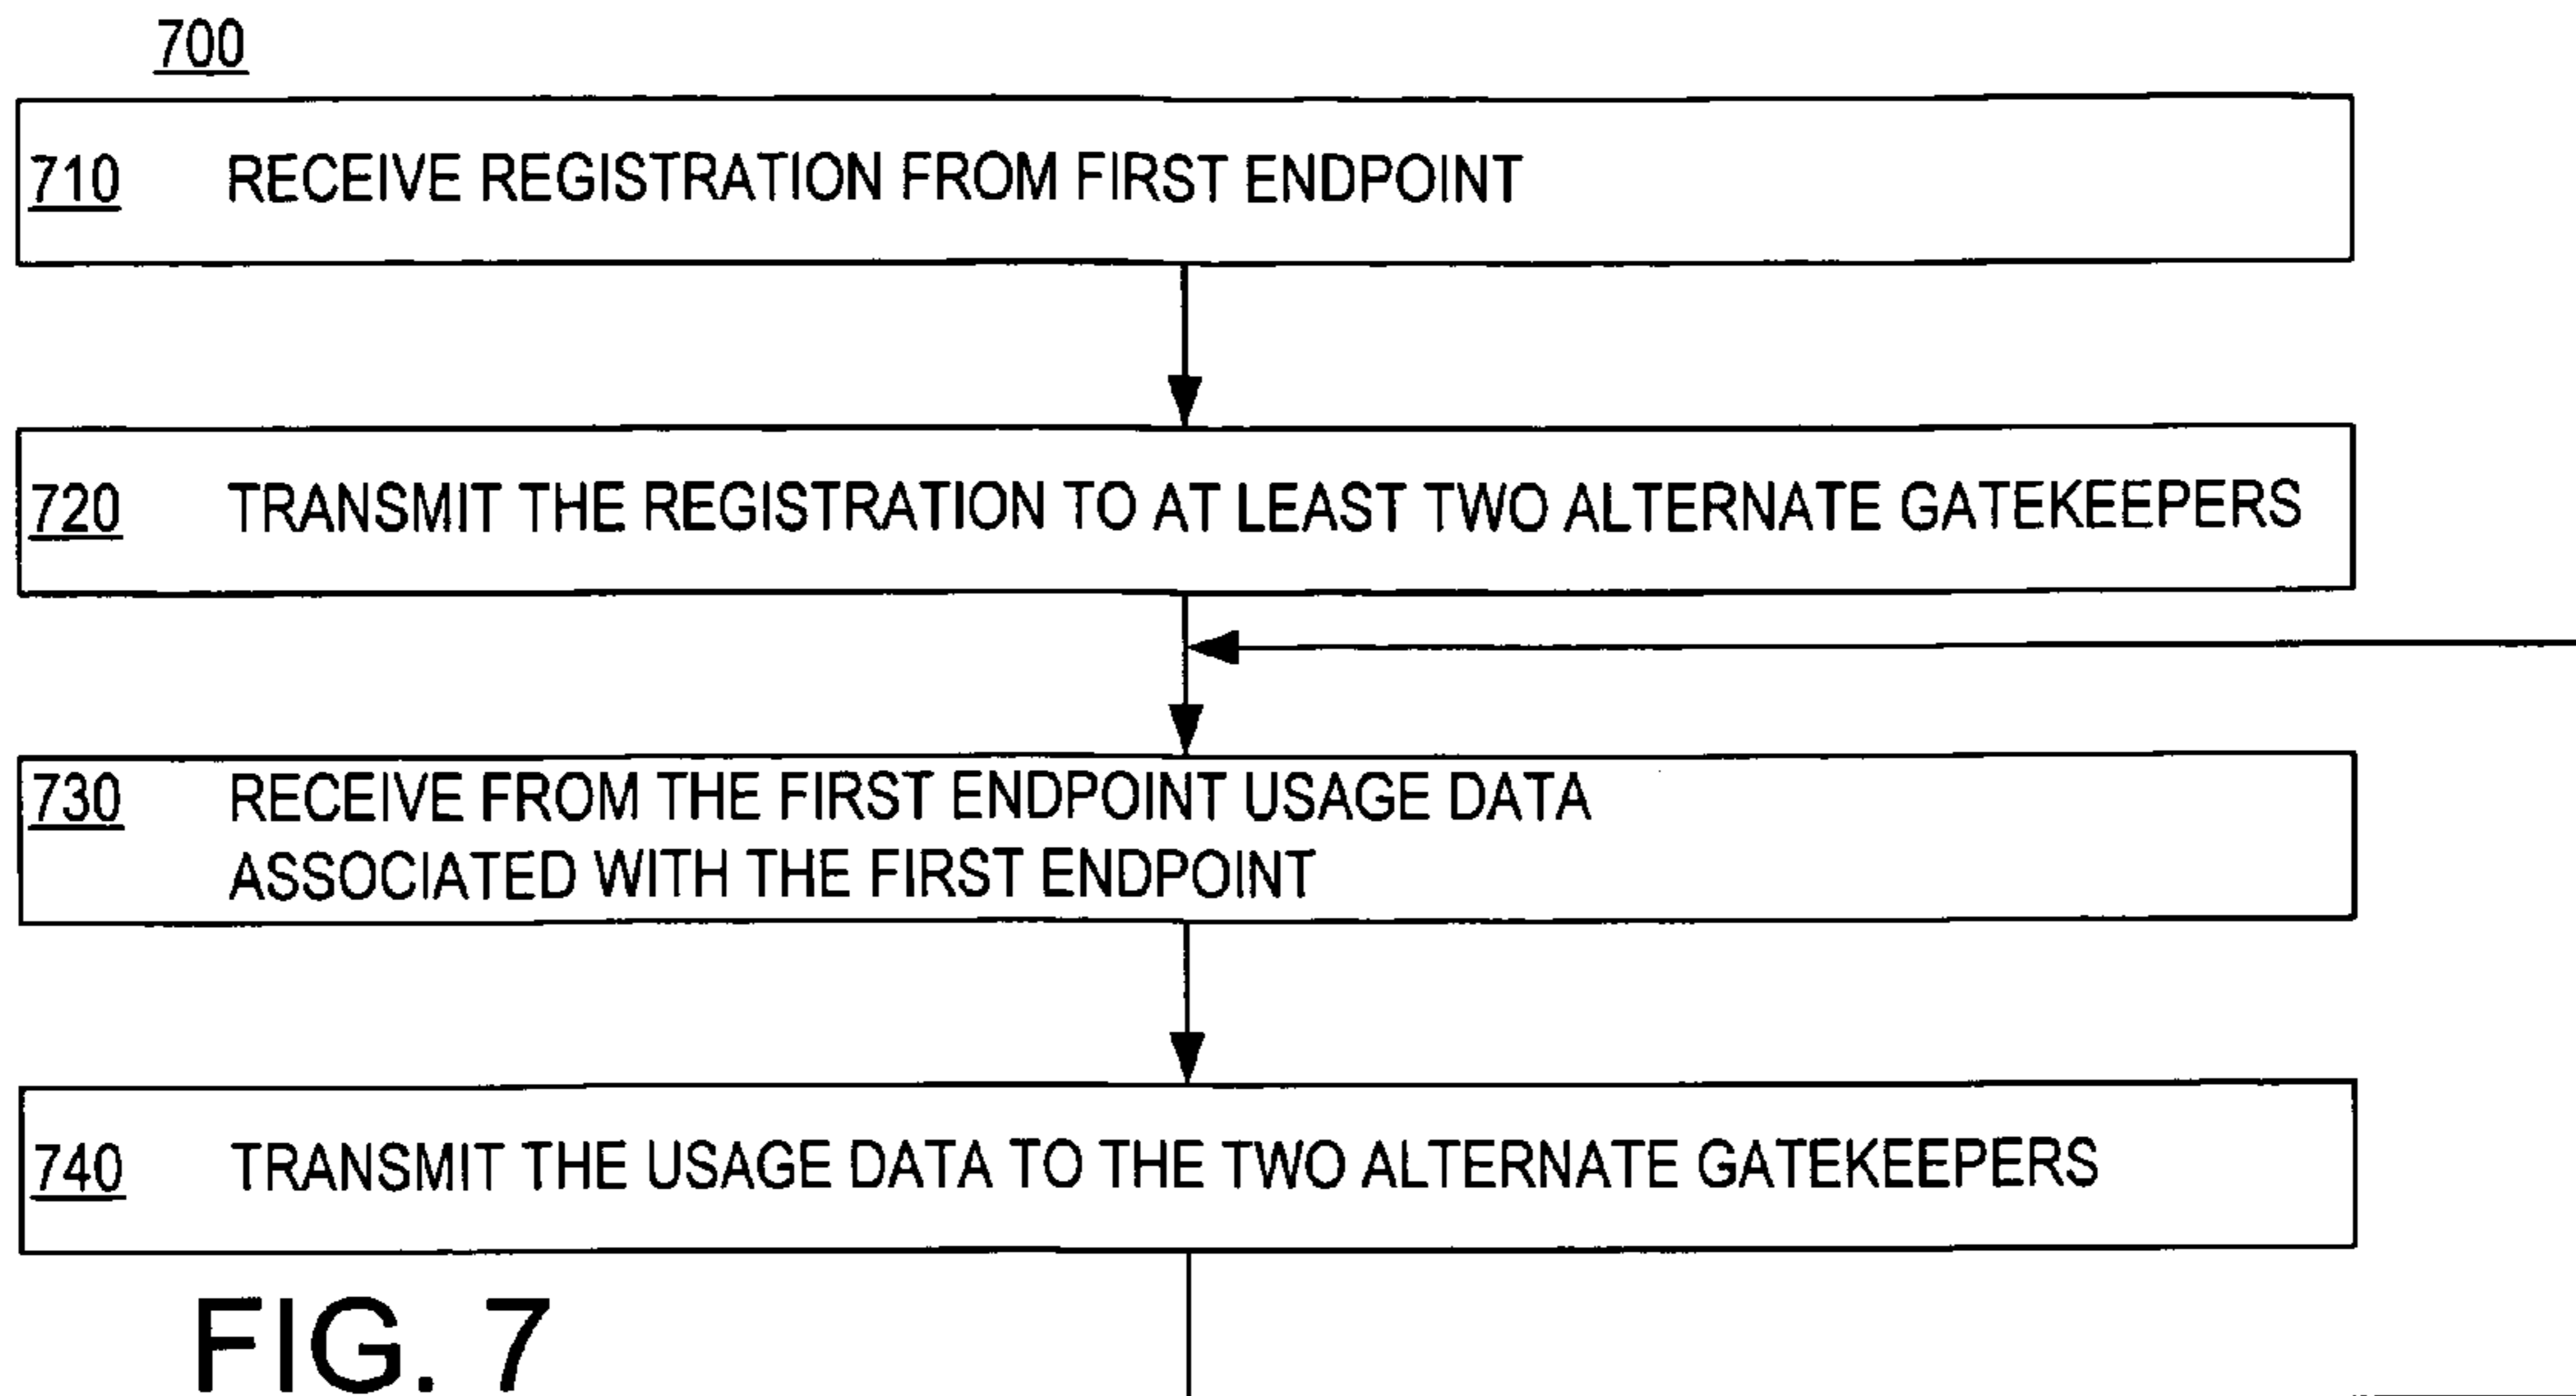 700
710 RECEIVE REGISTRATION FROM FIRST ENDPOINT
720 TRANSMIT THE REGISTRATION TO AT LEAST TWO ALTERNATE GATEKEEPERS
730 RECEIVE FROM THE FIRST ENDPOINT USAGE DATA
ASSOCIATED WITH THE FIRST ENDPOINT
740 TRANSMIT THE USAGE DATA TO THE TWO ALTERNATE GATEKEEPERS
FIG. 7